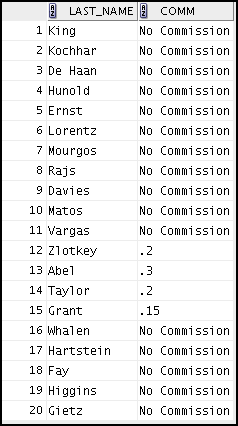 LAST_NAME COMM
1 King No Commission
2 Kochhar No Commission
3 De Haan No Commission
4 Hunold No Commission
5 Ernst No Commission
6 Lorentz No Commission
7 Mourgos No Commission
8 Rajs No Commission
9 Davies No Commission
10 Matos No Commission
11 Vargas No Commission
12 Zlotkey .2
13 Abel .3
14 Taylor .2
15 Grant .15
16 Whalen No Commission
17 Hartstein No Commission
18 Fay No Commission
19 Higgins No Commission
20 Gietz No Commission